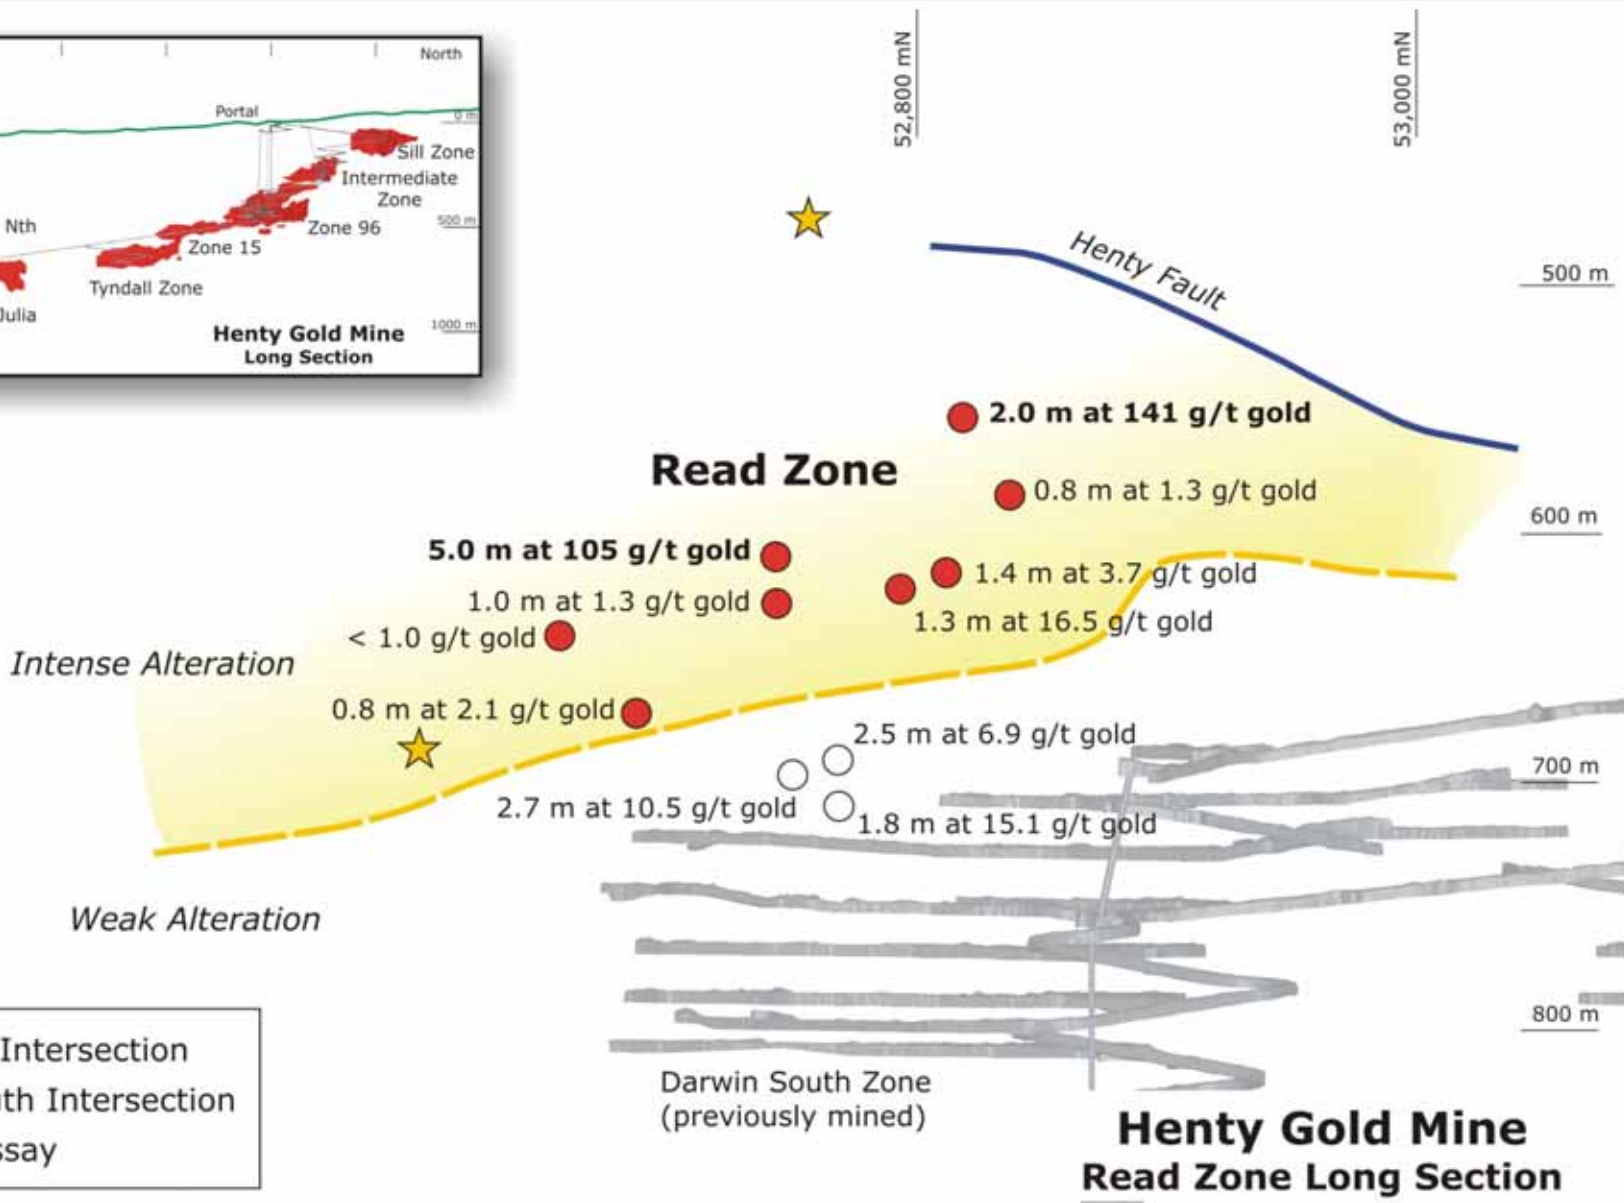 North
Portal
0 m
Sill Zone
Intermediate
Zone
Nth
500 m
Zone 96
Zone 15
Tyndall Zone
Julia
1000 m
Henty Gold Mine
Long Section
52,800 mN
53,000 mN
Henty Fault
500 m
2.0 m at 141 g/t gold
Read Zone
0.8 m at 1.3 g/t gold
600 m
5.0 m at 105 g/t gold
1.4 m at 3.7 g/t gold
1.0 m at 1.3 g/t gold
1.3 m at 16.5 g/t gold
< 1.0 g/t gold
Intense Alteration
0.8 m at 2.1 g/t gold
2.5 m at 6.9 g/t gold
700 m
2.7 m at 10.5 g/t gold
1.8 m at 15.1 g/t gold
Weak Alteration
800 m
Intersection
th Intersection
ssay
Darwin South Zone
(previously mined)
Henty Gold Mine
Read Zone Long Section